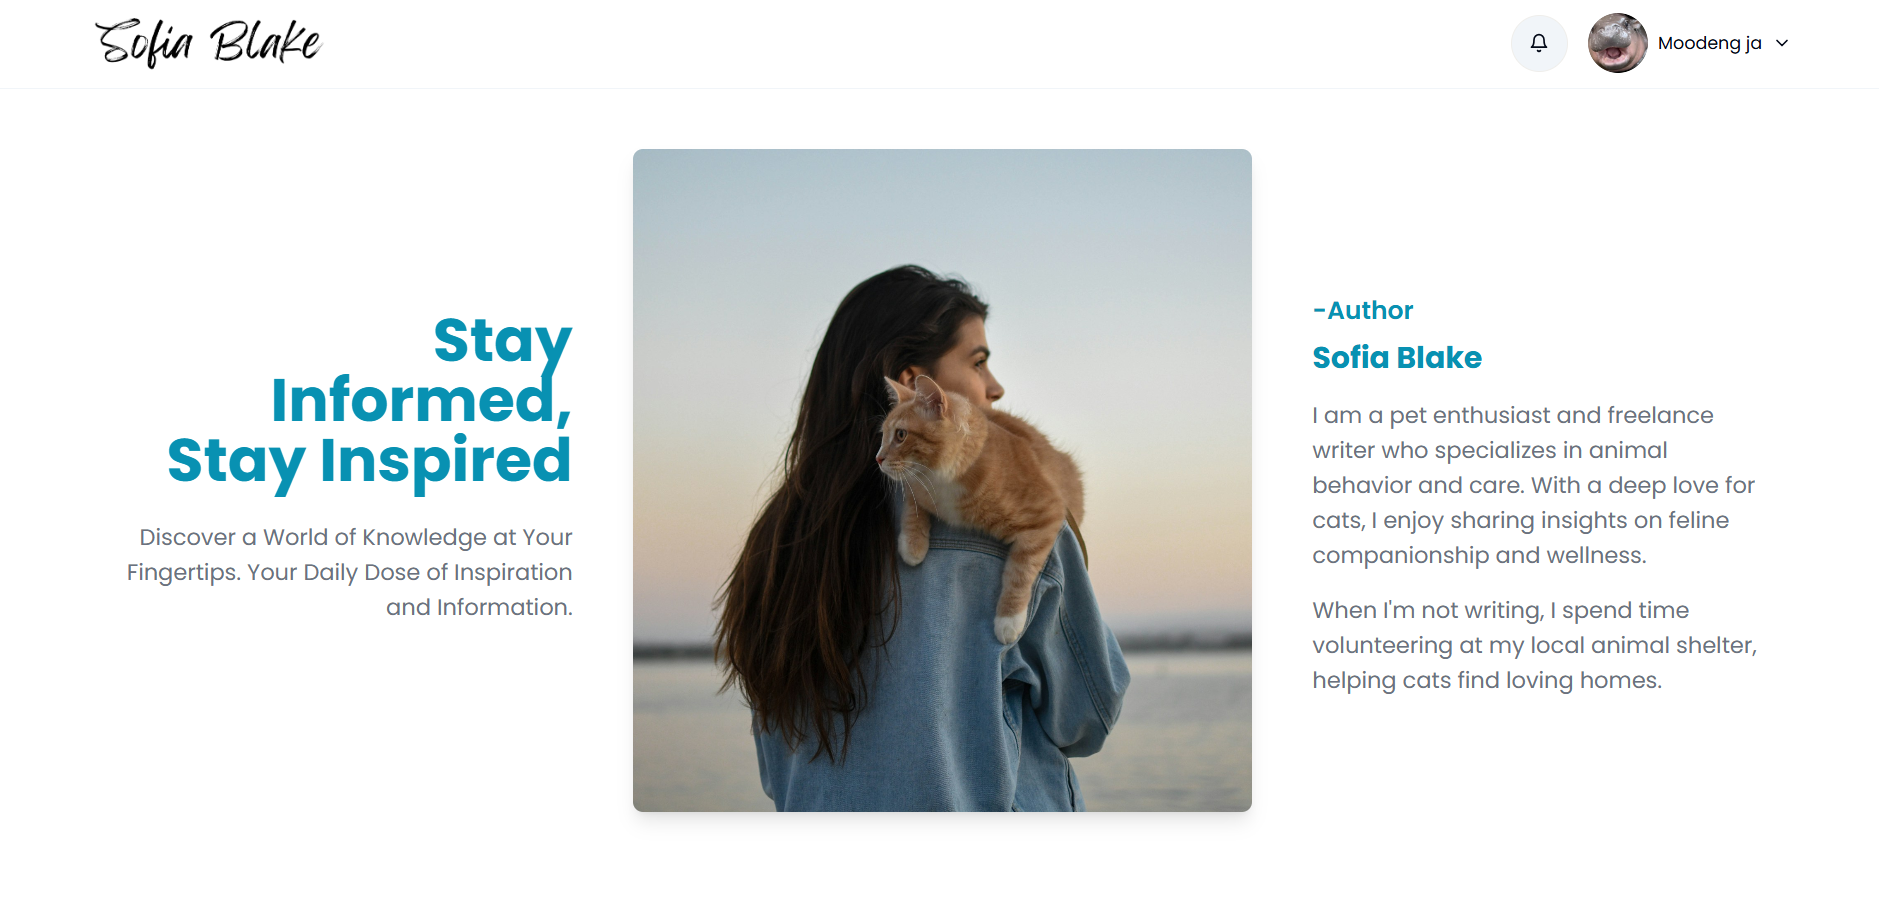 Sofia Blake
Moodeng ja
Stay
Informed,
Stay Inspired
Discover a World of Knowledge at Your
Fingertips. Your Daily Dose of Inspiration
and Information.
-Author
Sofia Blake
I am a pet enthusiast and freelance
writer who specializes in animal
behavior and care. With a deep love for
cats, I enjoy sharing insights on feline
companionship and wellness.
When I'm not writing, I spend time
volunteering at my local animal shelter,
helping cats find loving homes.